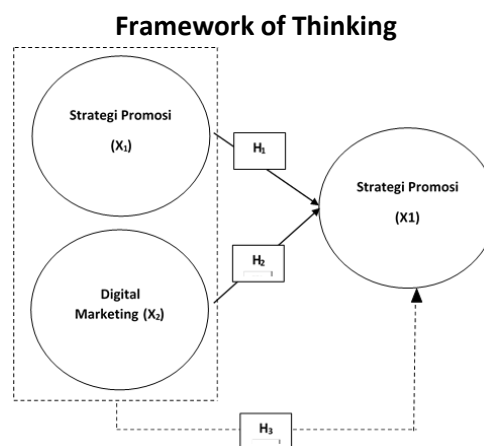 Framework of Thinking
Strategi Promosi
(X₁)
H₁
Strategi Promosi
(X1)
H₂
Digital
Marketing (X₂)
H₃